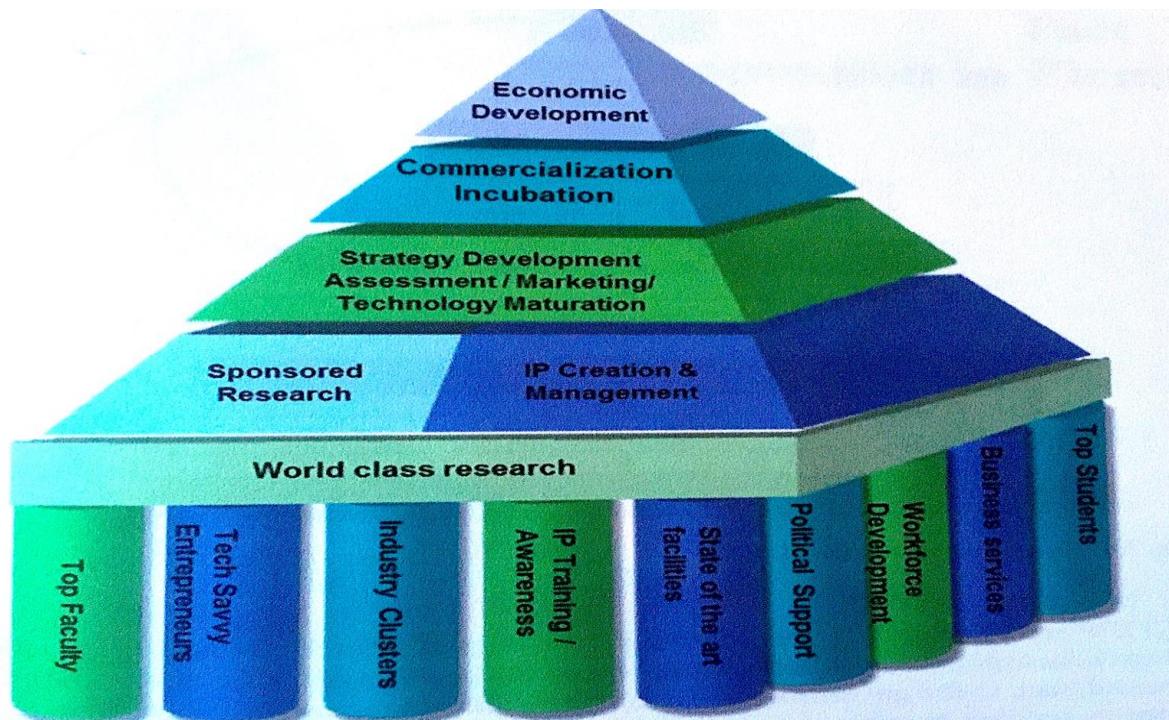 Economic
Development
Commercialization
Incubation
Strategy Development
Assessment / Marketing/
Technology Maturation
Sponsored
Research
IP Creation &
Management
World class research
Top Faculty
Tech Savvy
Entrepreneurs
Industry Clusters
IP Training /
Awareness
State of the art
facilities
Political Support
Workforce
Development
Business services
Top Students